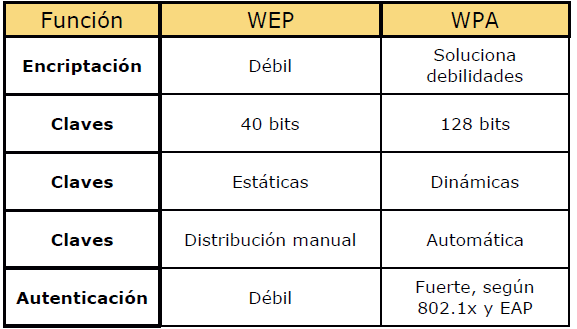 Función WEP WPA
Encriptación Débil Soluciona debilidades
Claves 40 bits 128 bits
Claves Estáticas Dinámicas
Claves Distribución manual Automática
Autenticación Débil Fuerte, según 802.1x y EAP